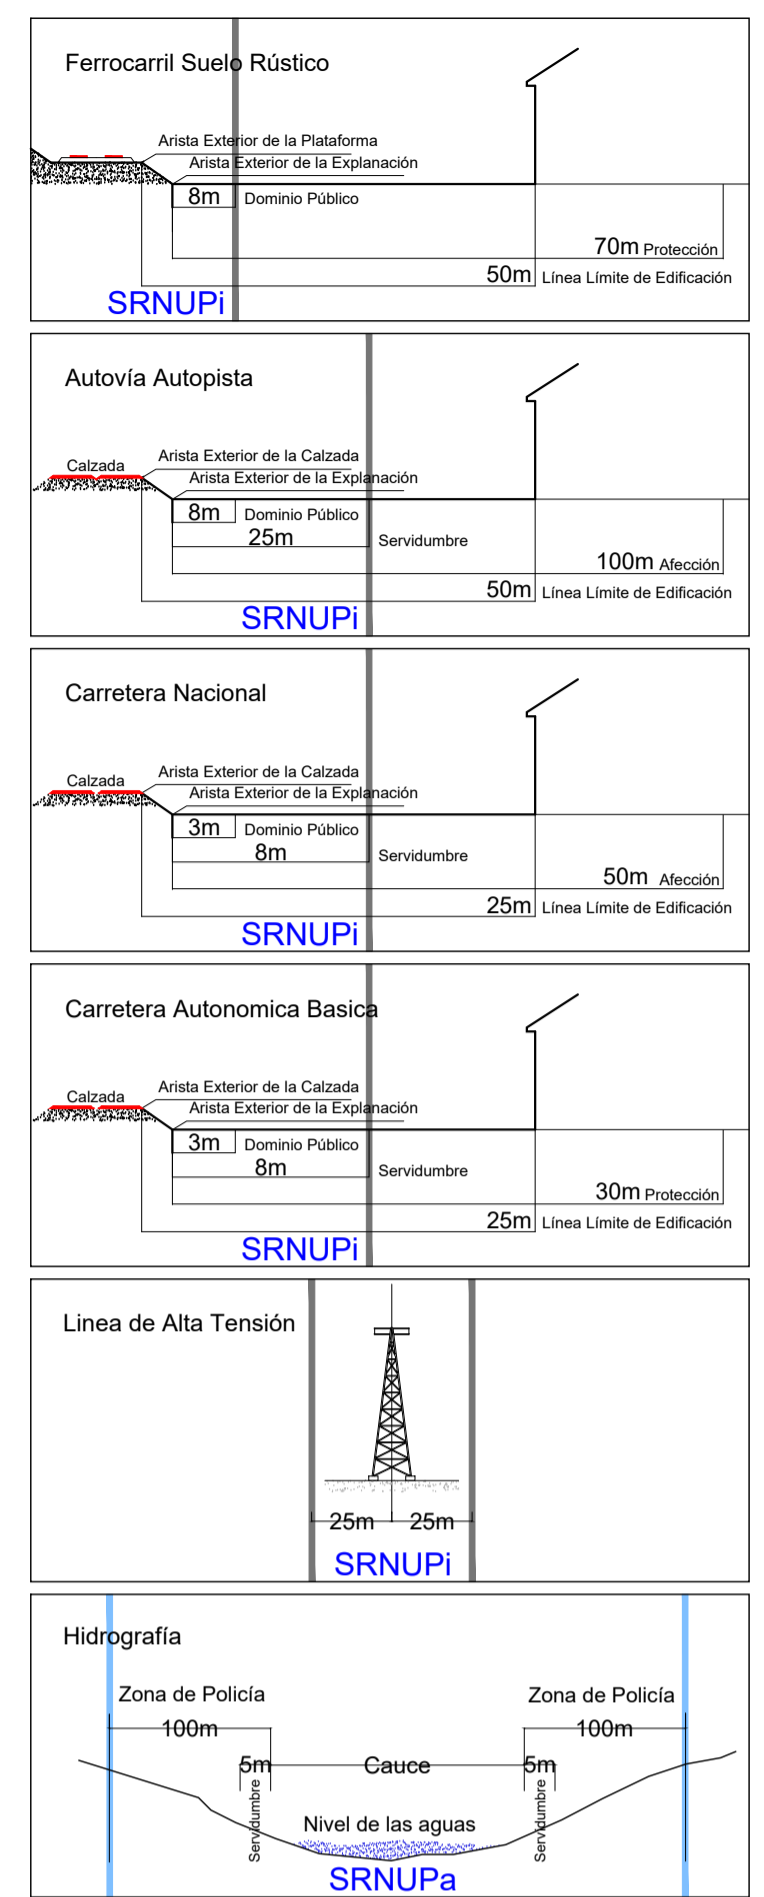 Ferrocarril Suelo Rústico
Arista Exterior de la Plataforma
Arista Exterior de la Explanación
8m Dominio Público
70m Protección
50m Línea Límite de Edificación
SRNUPi
Autovía Autopista
Calzada
Arista Exterior de la Calzada
Arista Exterior de la Explanación
8m Dominio Público
25m Servidumbre
100m Afección
50m Línea Límite de Edificación
SRNUPi
Carretera Nacional
Calzada
Arista Exterior de la Calzada
Arista Exterior de la Explanación
3m Dominio Público
8m Servidumbre
50m Afección
25m Línea Límite de Edificación
SRNUPi
Carretera Autonomica Basica
Calzada
Arista Exterior de la Calzada
Arista Exterior de la Explanación
3m Dominio Público
8m Servidumbre
30m Protección
25m Línea Límite de Edificación
SRNUPi
Linea de Alta Tensión
25m 25m
SRNUPi
Hidrografía
Zona de Policía Zona de Policía
100m 100m
5m Cauce 5m
Servidumbre Servidumbre
Nivel de las aguas
SRNUPa